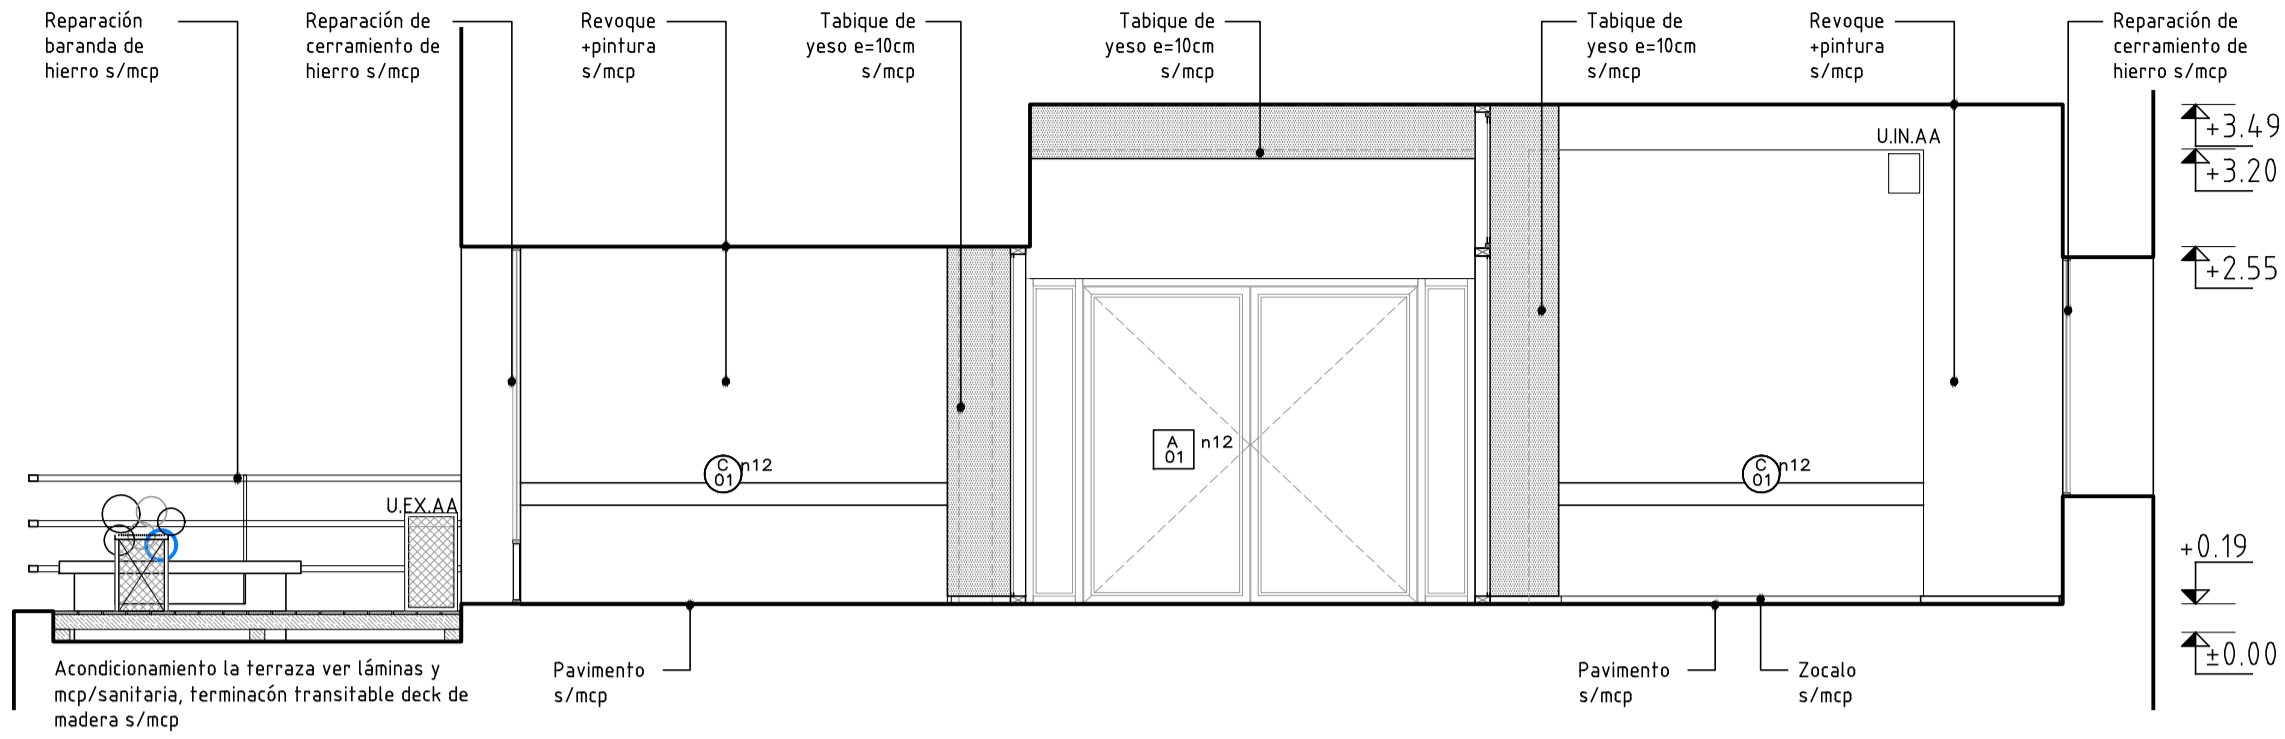 Reparación
baranda de
hierro s/mcp
Reparación de
cerramiento de
hierro s/mcp
Revoque
+pintura
s/mcp
Tabique de
yeso e=10cm
s/mcp
Tabique de
yeso e=10cm
s/mcp
Tabique de
yeso e=10cm
s/mcp
Revoque
+pintura
s/mcp
Reparación de
cerramiento de
hierro s/mcp
+3.49
U.IN.AA
+3.20
+2.55
A
01
n12
C
01
n12
C
01
n12
U.EX.AA
+0.19
±0.00
Acondicionamiento la terraza ver láminas y
mcp/sanitaria, terminacón transitable deck de
madera s/mcp
Pavimento
s/mcp
Pavimento
s/mcp
Zocalo
s/mcp